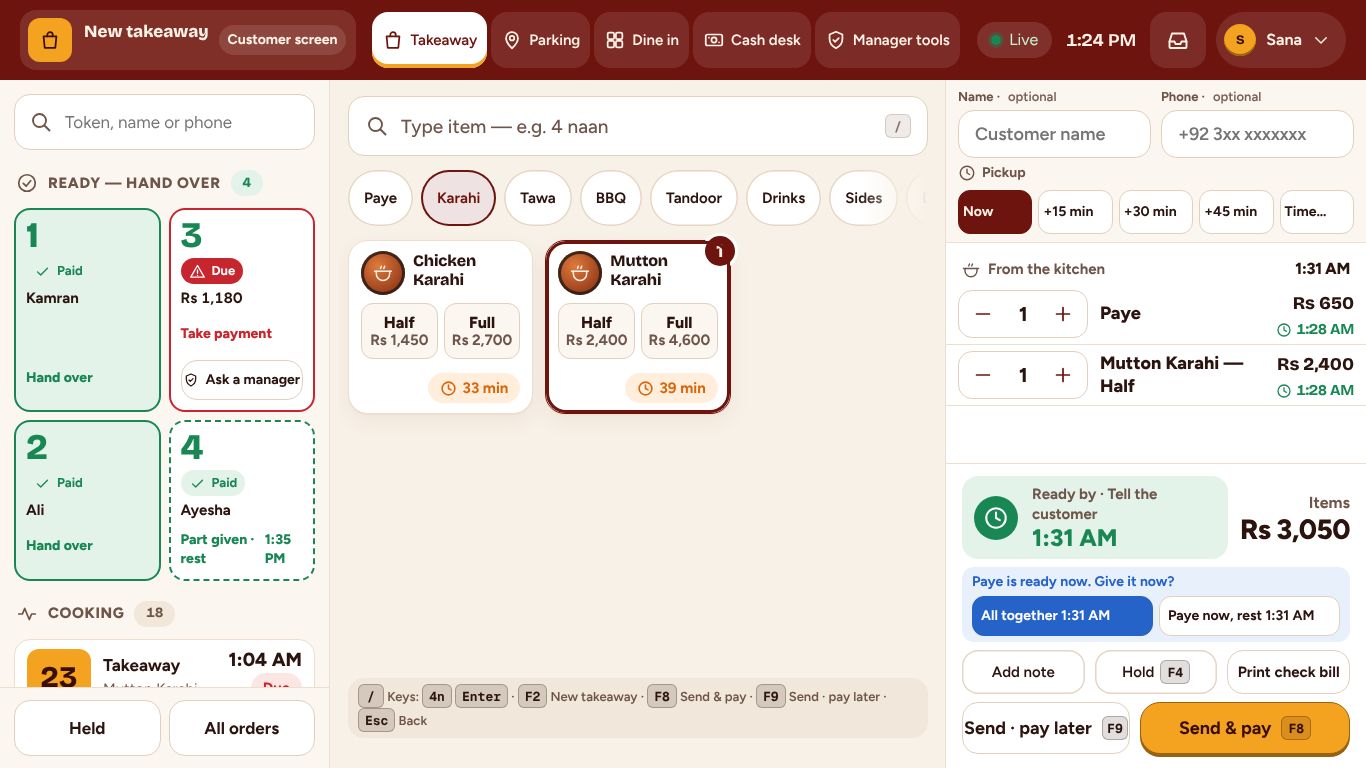 New takeaway
Customer screen
Takeaway
Parking
Dine in
Cash desk
Manager tools
Live
1:24 PM
S
Sana
Token, name or phone
READY — HAND OVER 4
1
Paid
Kamran
Hand over
3
Due
Rs 1,180
Take payment
Ask a manager
2
Paid
Ali
Hand over
4
Paid
Ayesha
Part given · rest
1:35 PM
COOKING 18
23
Takeaway
1:04 AM
Mutton Karahi
Due
Held
All orders
Type item — e.g. 4 naan
/
Paye
Karahi
Tawa
BBQ
Tandoor
Drinks
Sides
Chicken Karahi
Half
Rs 1,450
Full
Rs 2,700
33 min
1
Mutton Karahi
Half
Rs 2,400
Full
Rs 4,600
39 min
/ Keys: 4n Enter · F2 New takeaway · F8 Send & pay · F9 Send · pay later ·
Esc Back
Name · optional
Customer name
Phone · optional
+92 3xx xxxxxxx
Pickup
Now
+15 min
+30 min
+45 min
Time...
From the kitchen
1:31 AM
1
Paye
Rs 650
1:28 AM
1
Mutton Karahi — Half
Rs 2,400
1:28 AM
Ready by · Tell the customer
1:31 AM
Items
Rs 3,050
Paye is ready now. Give it now?
All together 1:31 AM
Paye now, rest 1:31 AM
Add note
Hold F4
Print check bill
Send · pay later F9
Send & pay F8